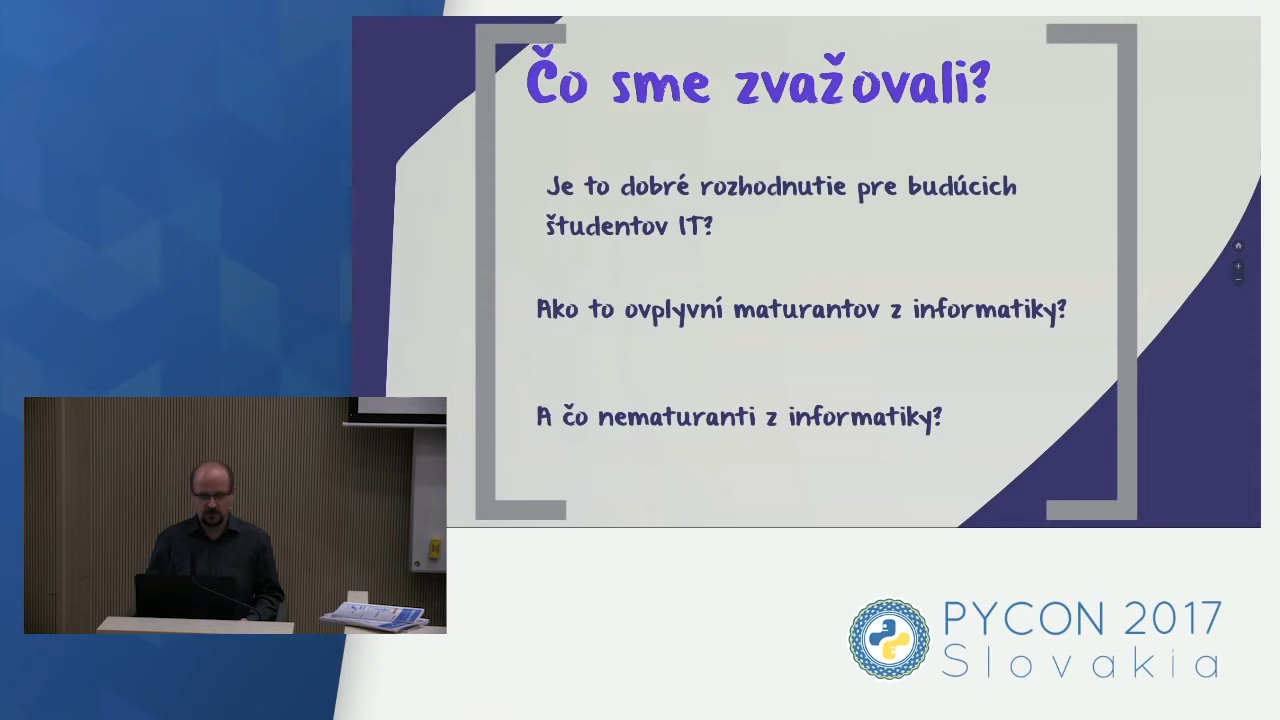 Čo sme zvažovali?
Je to dobré rozhodnutie pre budúcich
študentov IT?
Ako to ovplyvní maturantov z informatiky?
A čo nematuranti z informatiky?
PYCON 2017
Slovakia